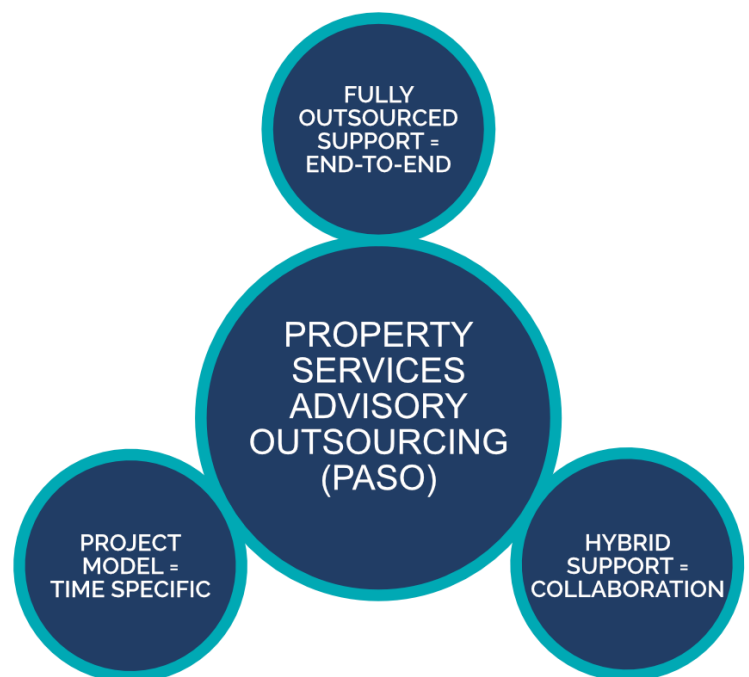 FULLY
OUTSOURCED
SUPPORT =
END-TO-END
PROPERTY
SERVICES
ADVISORY
OUTSOURCING
(PASO)
PROJECT
MODEL =
TIME SPECIFIC
HYBRID
SUPPORT =
COLLABORATION